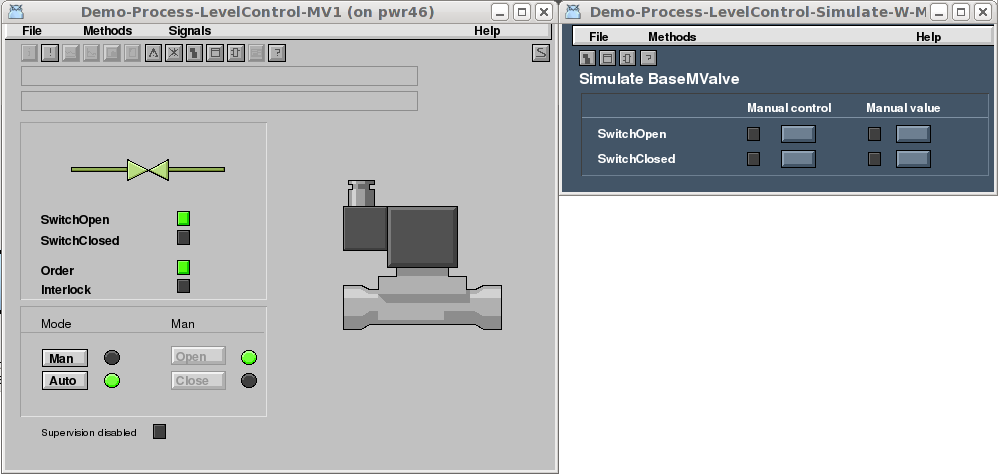 Demo-Process-LevelControl-MV1 (on pwr46)
File Methods Signals Help
SwitchOpen
SwitchClosed
Order
Interlock
Mode Man
Man Open
Auto Close
Supervision disabled
Demo-Process-LevelControl-Simulate-W-M
File Methods Help
Simulate BaseMValve
Manual control Manual value
SwitchOpen
SwitchClosed